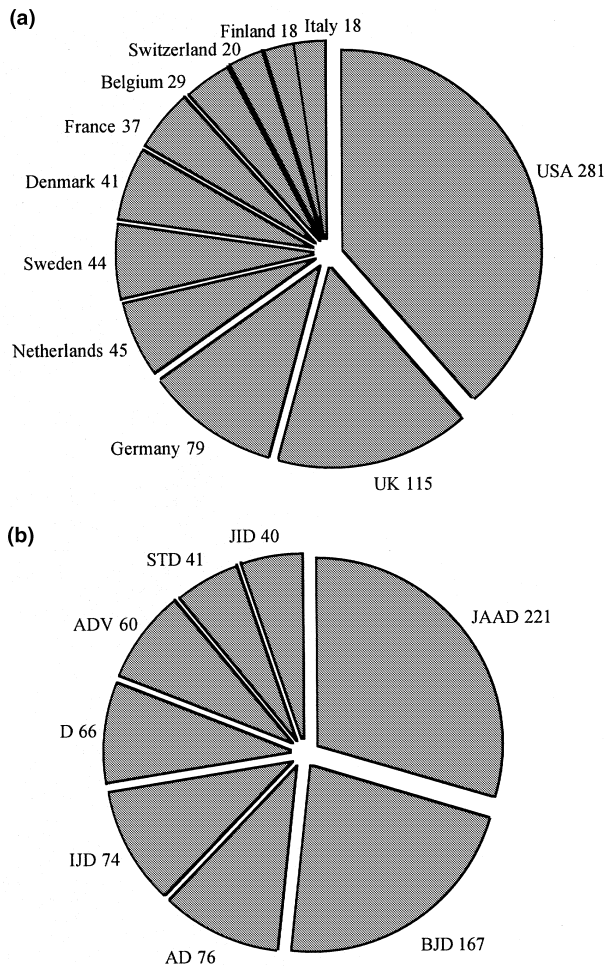 (a)
Finland 18
Italy 18
Switzerland 20
Belgium 29
France 37
Denmark 41
Sweden 44
Netherlands 45
Germany 79
UK 115
USA 281
(b)
JID 40
STD 41
ADV 60
D 66
IJD 74
AD 76
BJD 167
JAAD 221